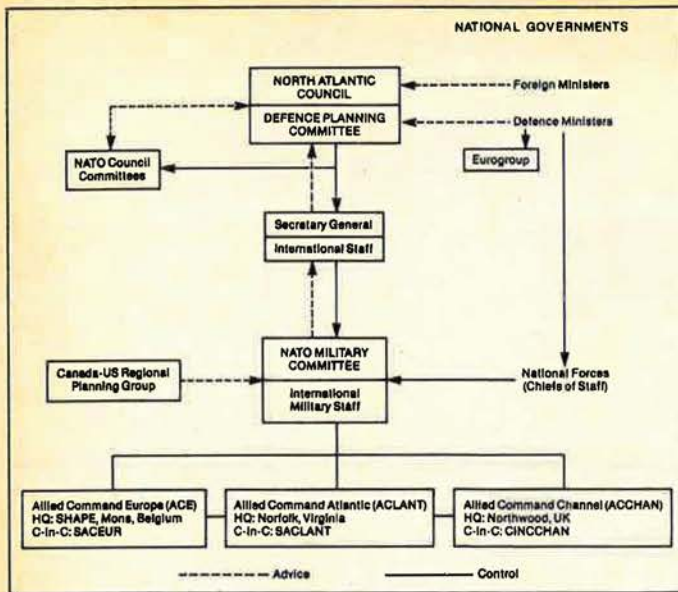 NATIONAL GOVERNMENTS
NORTH ATLANTIC
COUNCIL
Foreign Ministers
DEFENCE PLANNING
COMMITTEE
Defence Ministers
NATO Council
Committees
Eurogroup
Secretary General
International Staff
NATO MILITARY
COMMITTEE
Canada-US Regional
Planning Group
National Forces
(Chiefs of Staff)
International
Military Staff
Allied Command Europe (ACE)
HQ: SHAPE, Mons, Belgium
C-in-C: SACEUR
Allied Command Atlantic (ACLANT)
HQ: Norfolk, Virginia
C-in-C: SACLANT
Allied Command Channel (ACCHAN)
HQ: Northwood, UK
C-in-C: CINCCHAN
Advice
Control